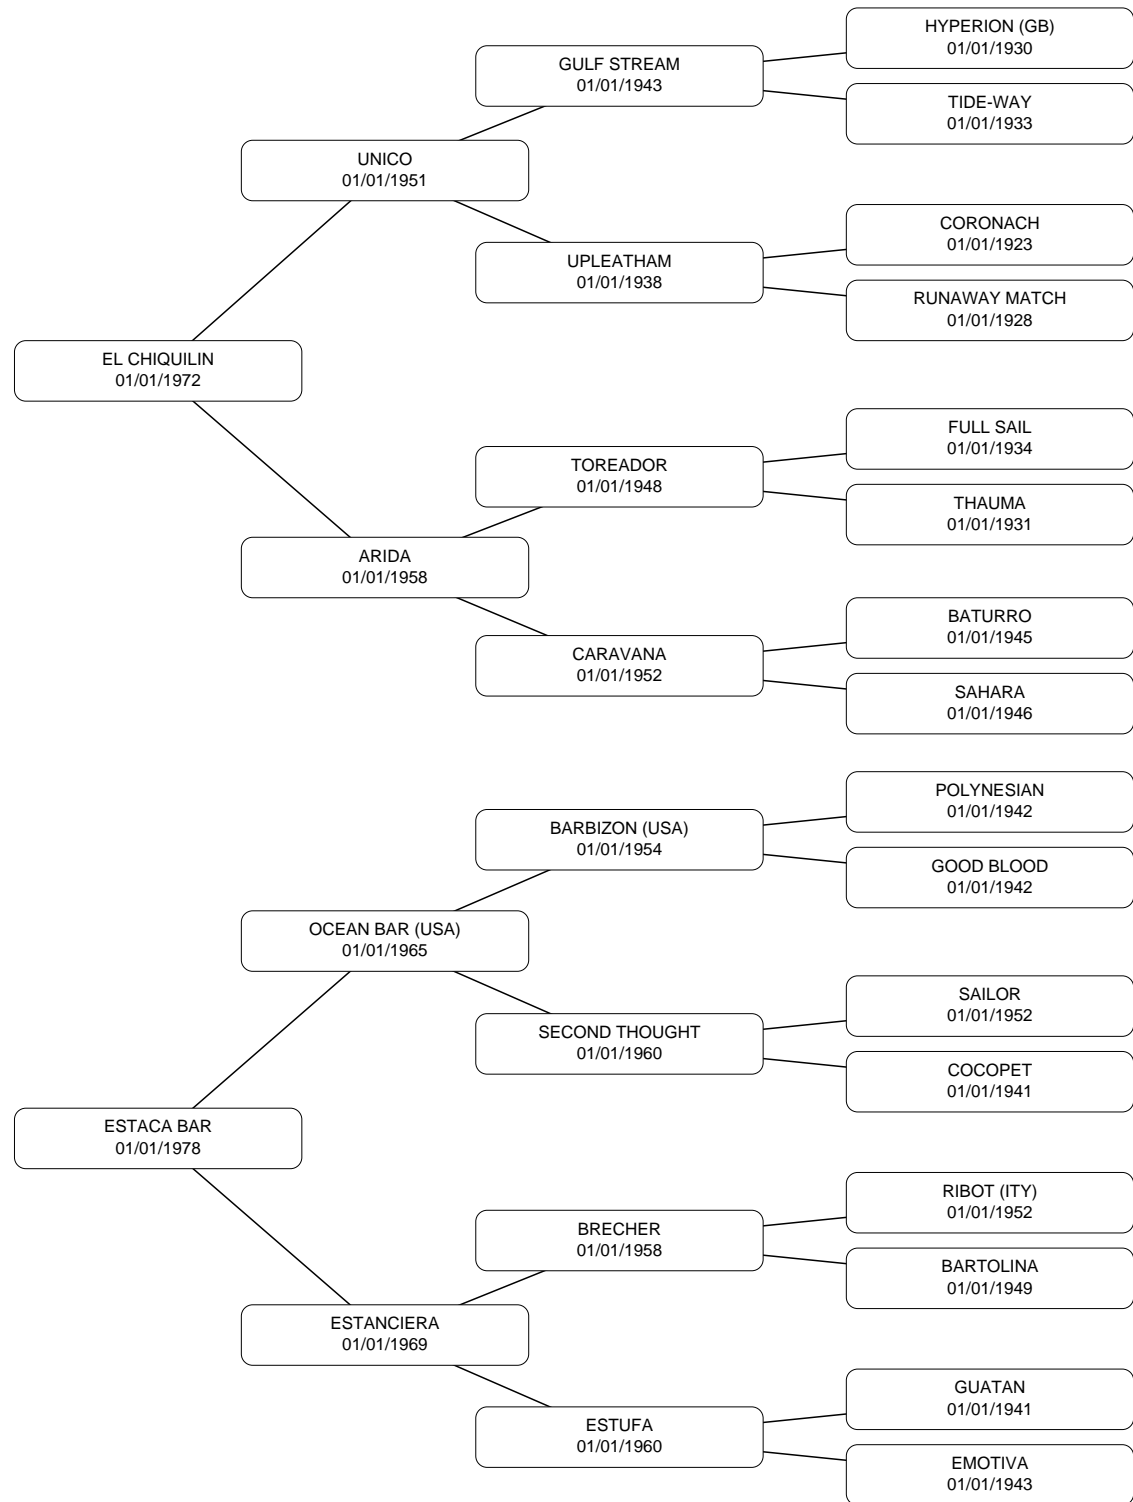 HYPERION (GB)
01/01/1930
GULF STREAM
01/01/1943
TIDE-WAY
01/01/1933
UNICO
01/01/1951
CORONACH
01/01/1923
UPLEATHAM
01/01/1938
RUNAWAY MATCH
01/01/1928
EL CHIQUILIN
01/01/1972
FULL SAIL
01/01/1934
TOREADOR
01/01/1948
THAUMA
01/01/1931
ARIDA
01/01/1958
BATURRO
01/01/1945
CARAVANA
01/01/1952
SAHARA
01/01/1946
POLYNESIAN
01/01/1942
BARBIZON (USA)
01/01/1954
GOOD BLOOD
01/01/1942
OCEAN BAR (USA)
01/01/1965
SAILOR
01/01/1952
SECOND THOUGHT
01/01/1960
COCOPET
01/01/1941
ESTACA BAR
01/01/1978
RIBOT (ITY)
01/01/1952
BRECHER
01/01/1958
BARTOLINA
01/01/1949
ESTANCIERA
01/01/1969
GUATAN
01/01/1941
ESTUFA
01/01/1960
EMOTIVA
01/01/1943